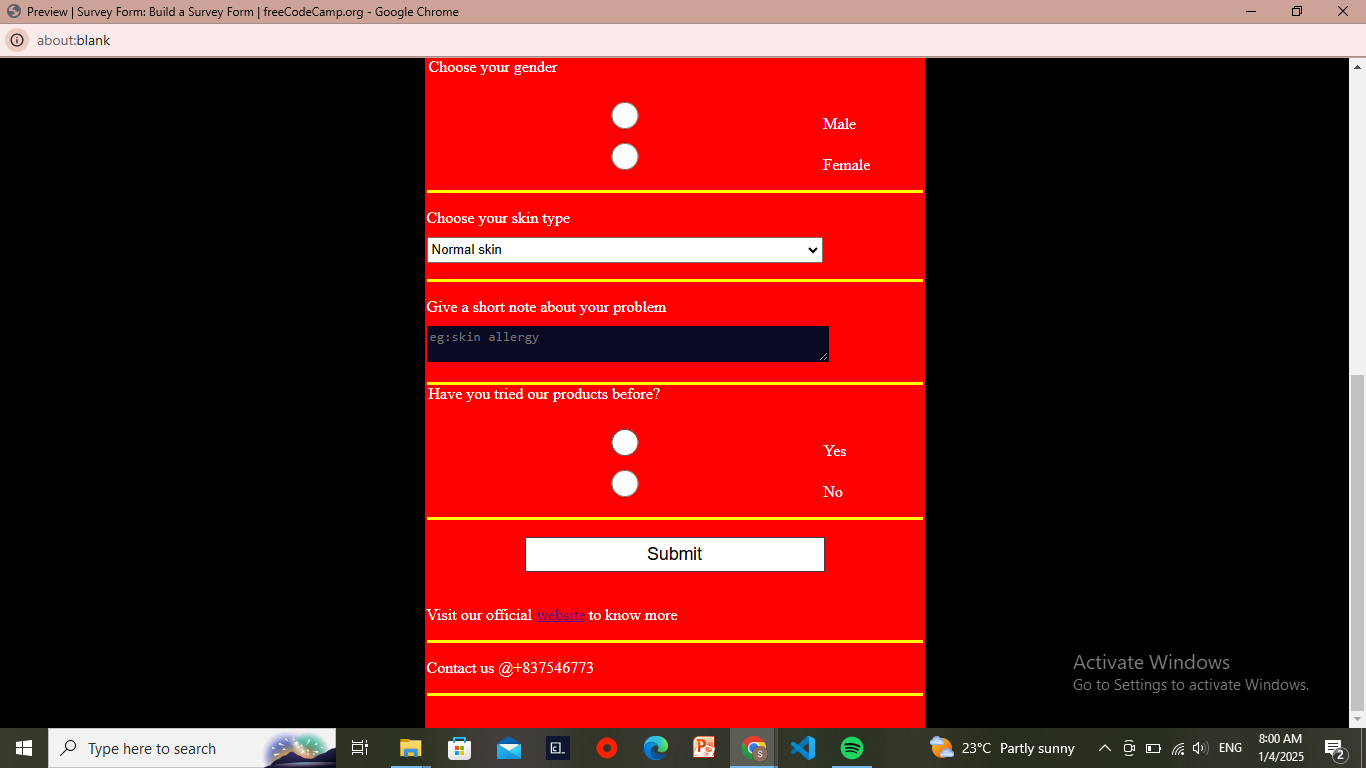 Preview | Survey Form: Build a Survey Form | freeCodeCamp.org - Google Chrome
about:blank
Choose your gender
Male
Female
Choose your skin type
Normal skin
Give a short note about your problem
eg:skin allergy
Have you tried our products before?
Yes
No
Submit
Visit our official website to know more
Contact us @+837546773
Activate Windows
Go to Settings to activate Windows.
Type here to search
23°C Partly sunny
ENG
8:00 AM
1/4/2025
2